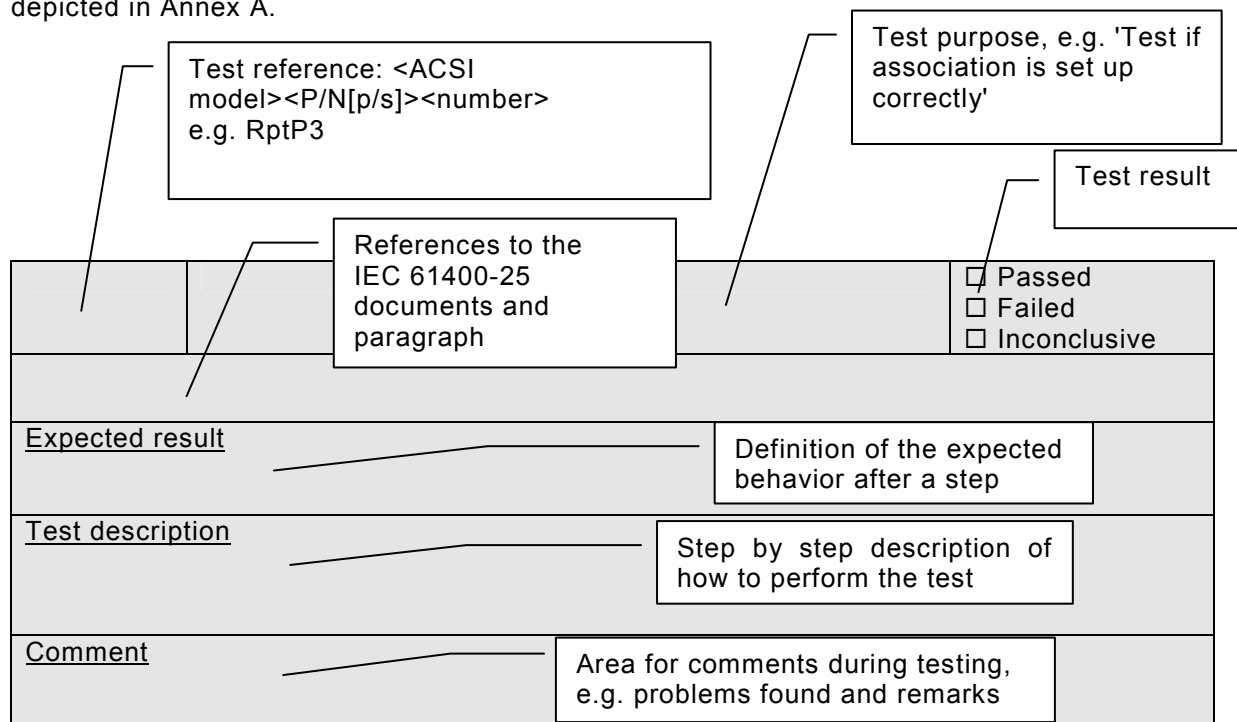 depicted in Annex A.
Test reference: <ACSI
model><P/N[p/s]><number>
e.g. RptP3
Test purpose, e.g. 'Test if
association is set up
correctly'
Test result
References to the
IEC 61400-25
documents and
paragraph
☐ Passed
☐ Failed
☐ Inconclusive
Expected result
Definition of the expected
behavior after a step
Test description
Step by step description of
how to perform the test
Comment
Area for comments during testing,
e.g. problems found and remarks